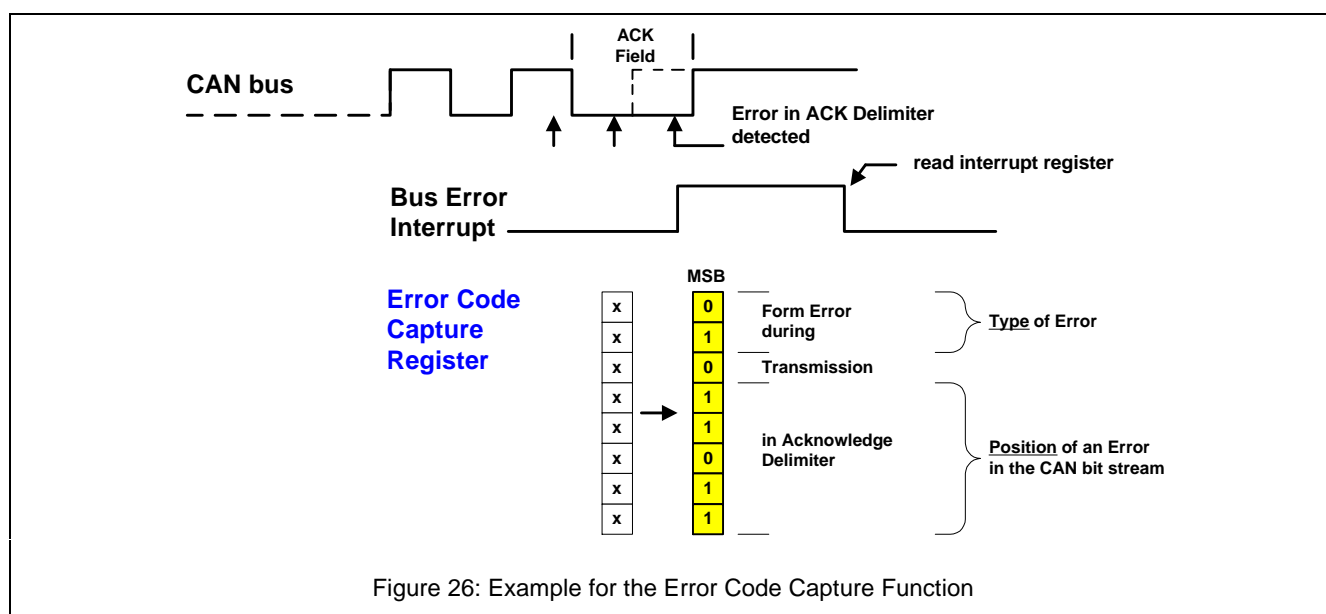 ACK
Field
CAN bus
Error in ACK Delimiter
detected
read interrupt register
Bus Error
Interrupt
MSB
Error Code
Capture
Register
x
x
x
x
x
x
x
x
0
1
0
1
1
0
1
1
Form Error
during
Transmission
in Acknowledge
Delimiter
Type of Error
Position of an Error
in the CAN bit stream
Figure 26: Example for the Error Code Capture Function